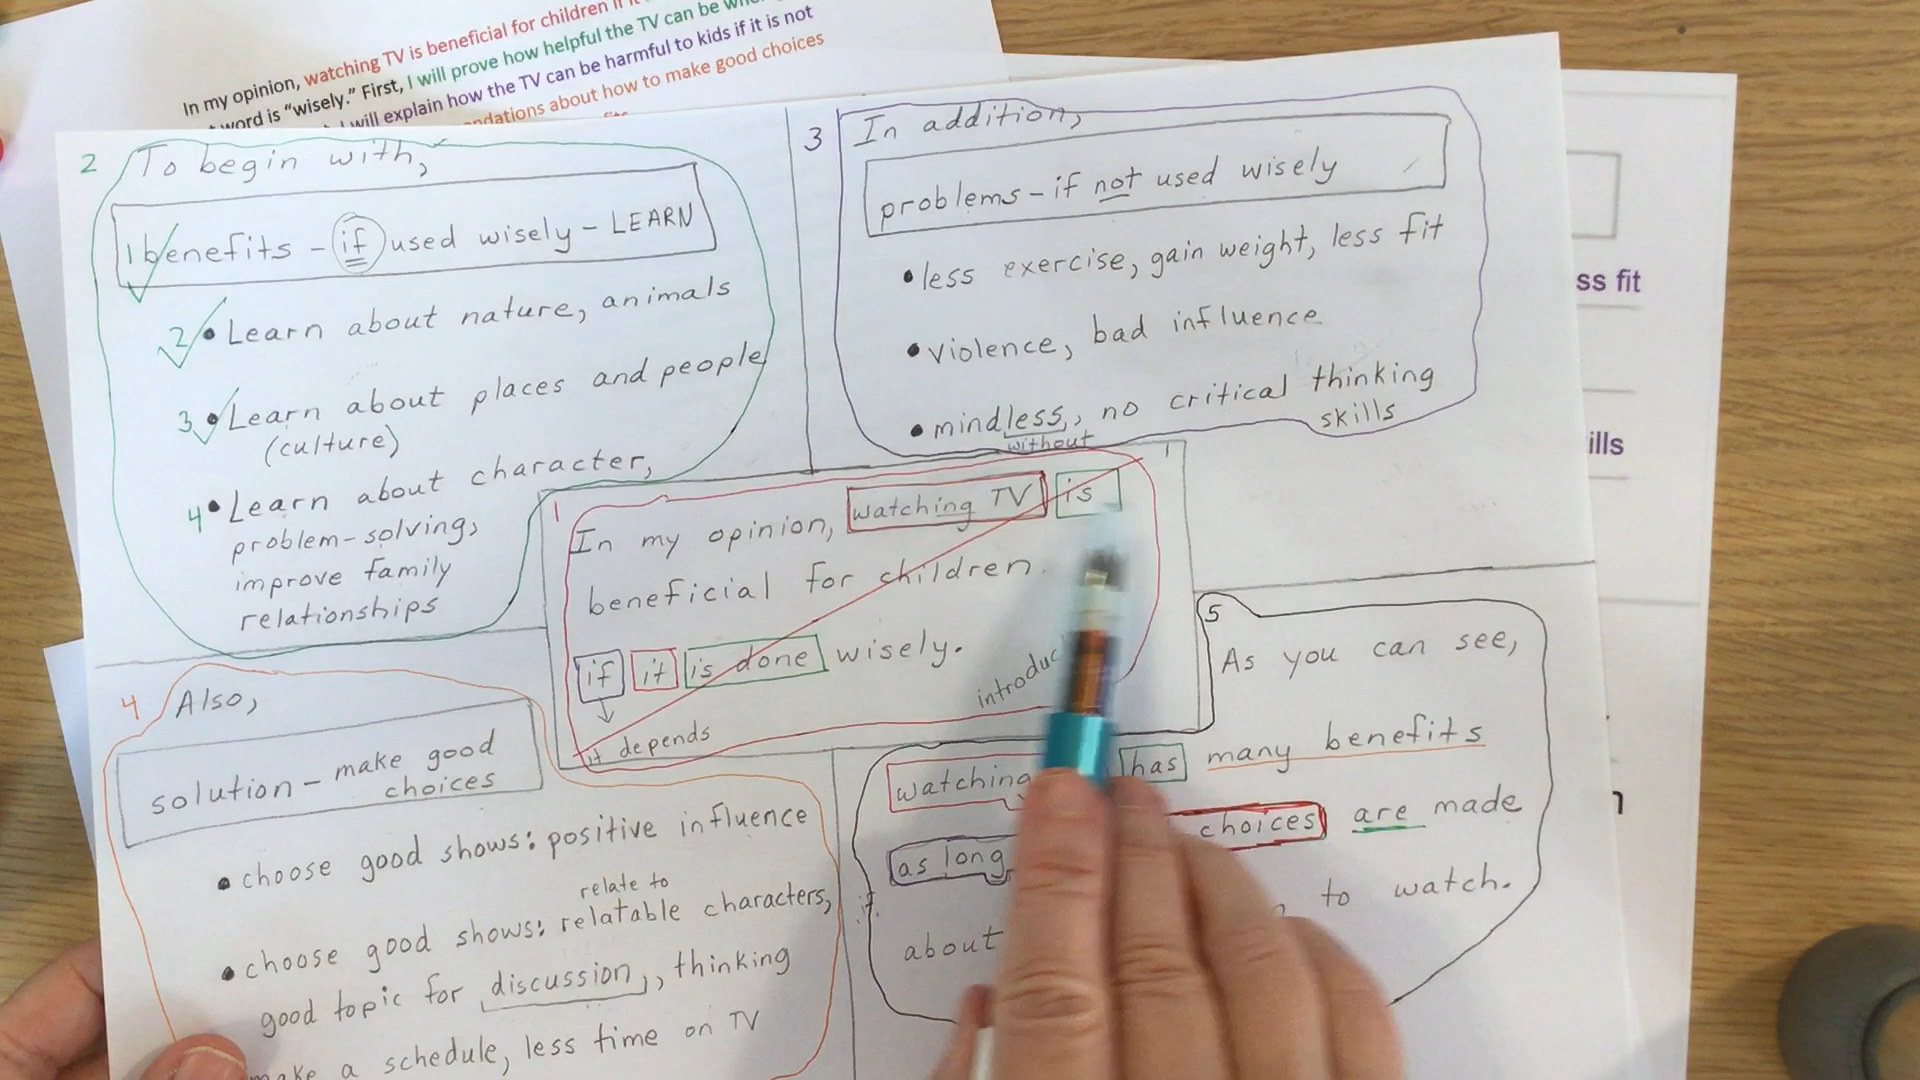 In my opinion, watching TV is beneficial for children if it
word is "wisely." First, I will prove how helpful the TV can be
will explain how the TV can be harmful to kids if it is not
about how to make good choices
2 To begin with,
1 benefits - if used wisely - LEARN
2 • Learn about nature, animals
3 • Learn about places and people
(culture)
4 • Learn about character,
problem-solving,
improve family
relationships
3 In addition,
problems - if not used wisely
• less exercise, gain weight, less fit
• violence, bad influence
• mindless, no critical thinking
skills
without
1
In my opinion, watching TV is
beneficial for children.
if it is done wisely.
it depends
4 Also,
solution - make good
choices
• choose good shows: positive influence
relate to
• choose good shows: relatable characters,
good topic for discussion, thinking
a schedule, less time on TV
5
As you can see,
watching has many benefits
as long choices are made
about to watch.
if
ss fit
ills